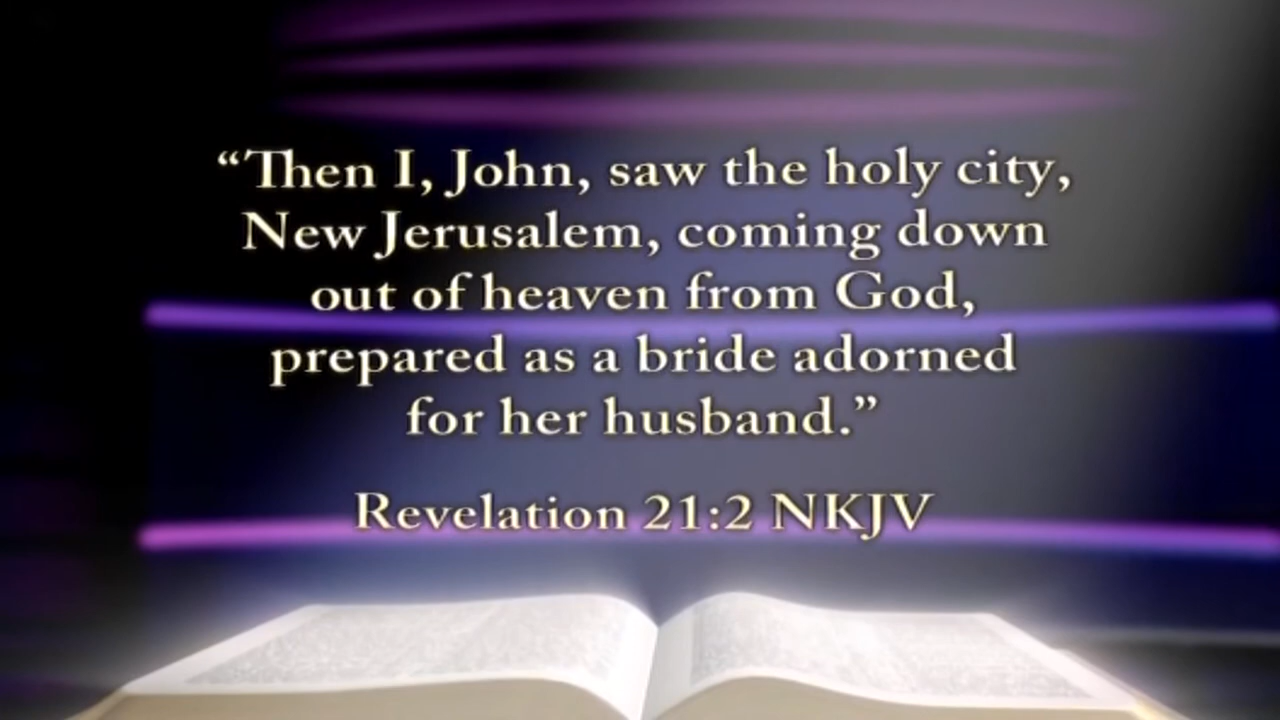 “Then I, John, saw the holy city,
New Jerusalem, coming down
out of heaven from God,
prepared as a bride adorned
for her husband.”
Revelation 21:2 NKJV